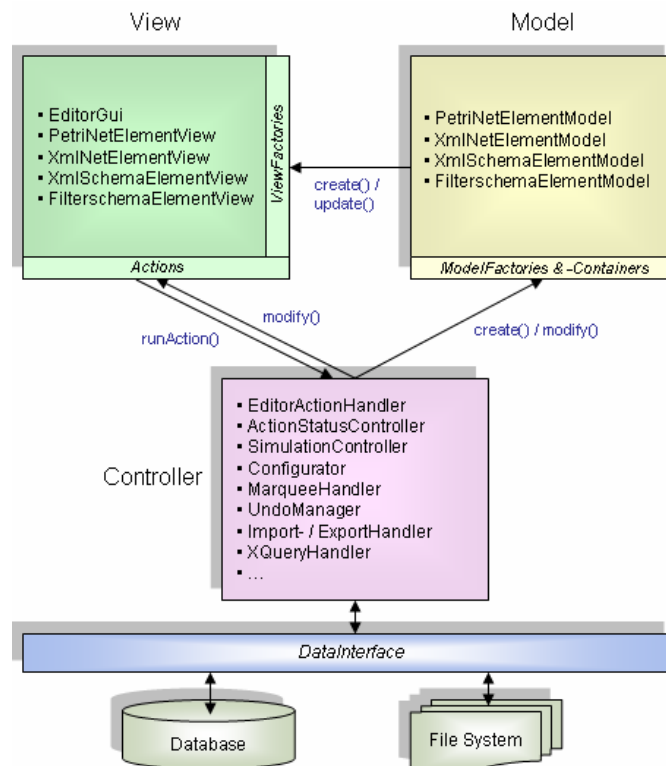 View
Model
▪ EditorGui
▪ PetriNetElementView
▪ XmlNetElementView
▪ XmlSchemaElementView
▪ FilterschemaElementView
ViewFactories
Actions
▪ PetriNetElementModel
▪ XmlNetElementModel
▪ XmlSchemaElementModel
▪ FilterschemaElementModel
ModelFactories & -Containers
create() /
update()
modify()
runAction()
create() / modify()
Controller
▪ EditorActionHandler
▪ ActionStatusController
▪ SimulationController
▪ Configurator
▪ MarqueeHandler
▪ UndoManager
▪ Import- / ExportHandler
▪ XQueryHandler
▪ ...
DataInterface
Database
File System